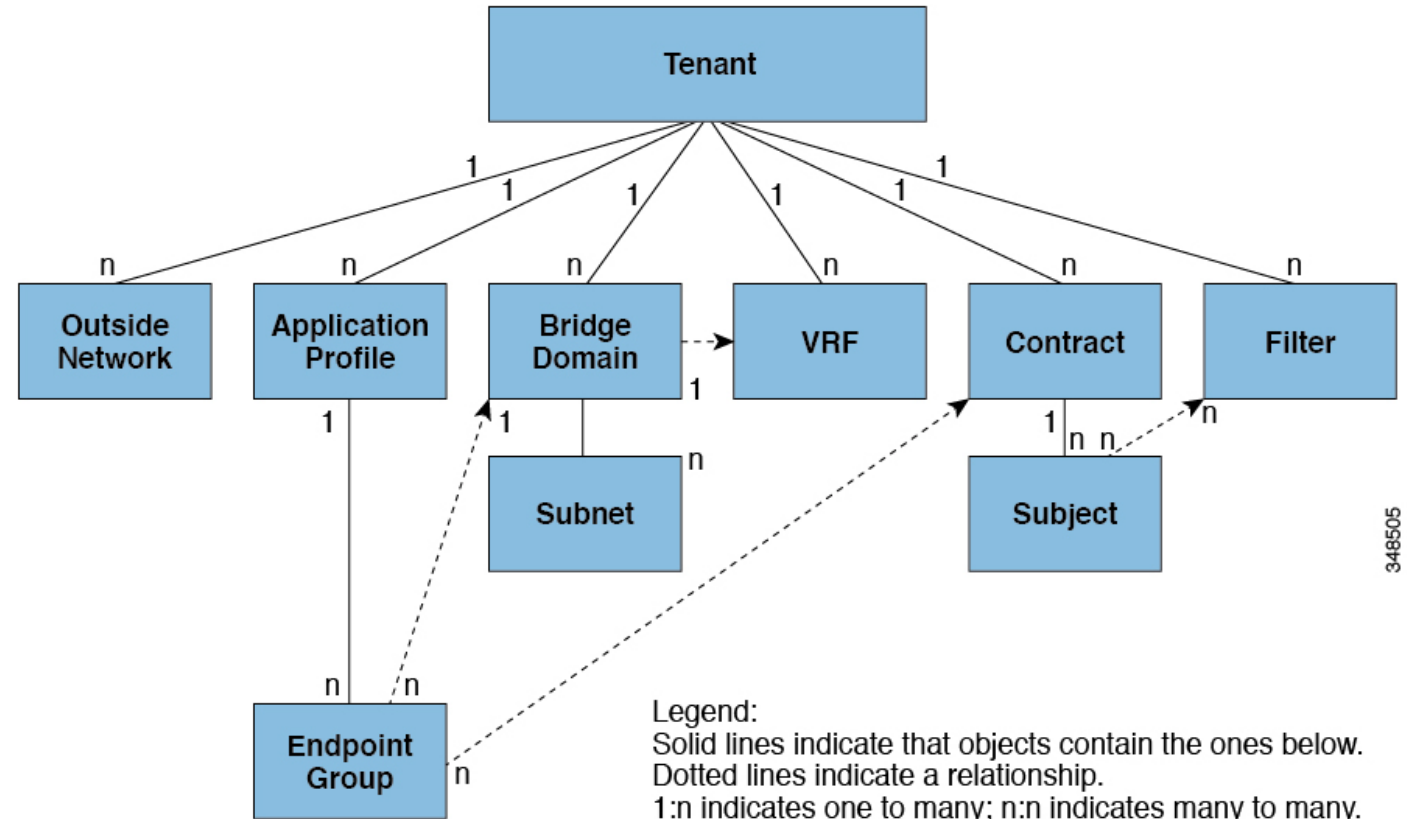 Tenant
1
1
1
1
1
1
n
n
n
n
n
n
Outside
Network
Application
Profile
Bridge
Domain
VRF
Contract
Filter
1
1
1
1
n n
n
Subnet
n
Subject
348505
n
n
Endpoint
Group
n
Legend:
Solid lines indicate that objects contain the ones below.
Dotted lines indicate a relationship.
1:n indicates one to many; n:n indicates many to many.